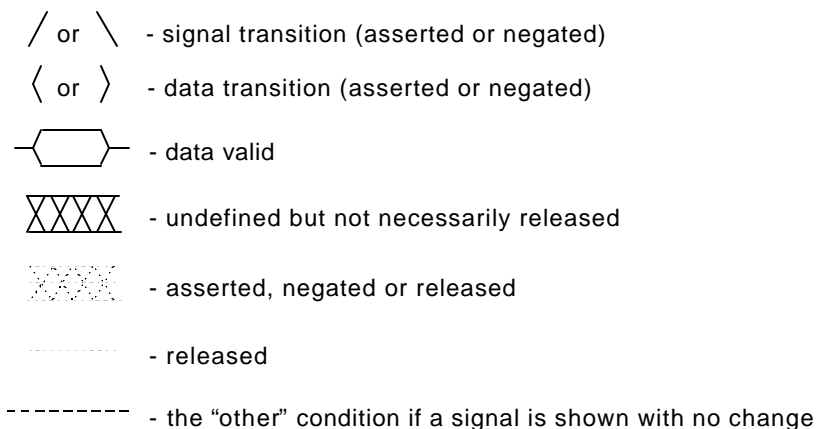 or - signal transition (asserted or negated)
or - data transition (asserted or negated)
- data valid
- undefined but not necessarily released
- asserted, negated or released
- released
- the “other” condition if a signal is shown with no change